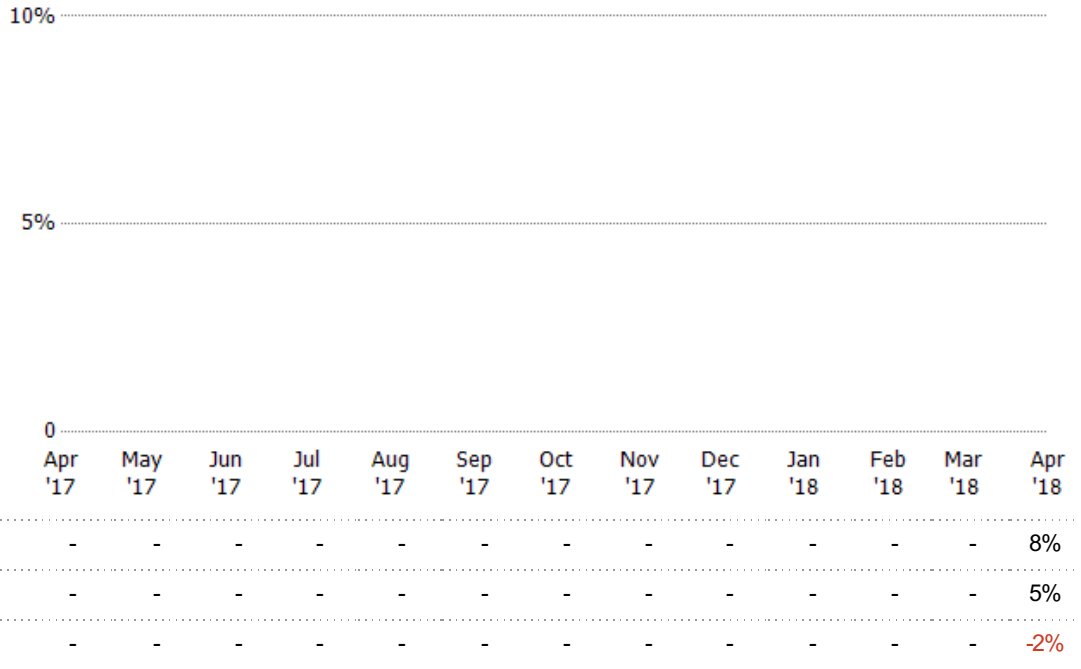 10%
5%
0
Apr May Jun Jul Aug Sep Oct Nov Dec Jan Feb Mar Apr
'17 '17 '17 '17 '17 '17 '17 '17 '17 '18 '18 '18 '18
- - - - - - - - - - - - 8%
- - - - - - - - - - - - 5%
- - - - - - - - - - - - -2%